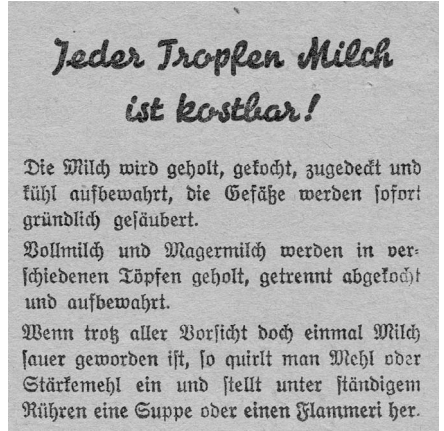 Jeder Tropfen Milch
ist kostbar!
Die Milch wird geholt, gekocht, zugedeckt und
kühl aufbewahrt, die Gefäße werden sofort
gründlich gesäubert.
Vollmilch und Magermilch werden in ver-
schiedenen Töpfen geholt, getrennt abgekocht
und aufbewahrt.
Wenn trotz aller Vorsicht doch einmal Milch
sauer geworden ist, so quirlt man Mehl oder
Stärkemehl ein und stellt unter ständigem
Rühren eine Suppe oder einen Flammeri her.